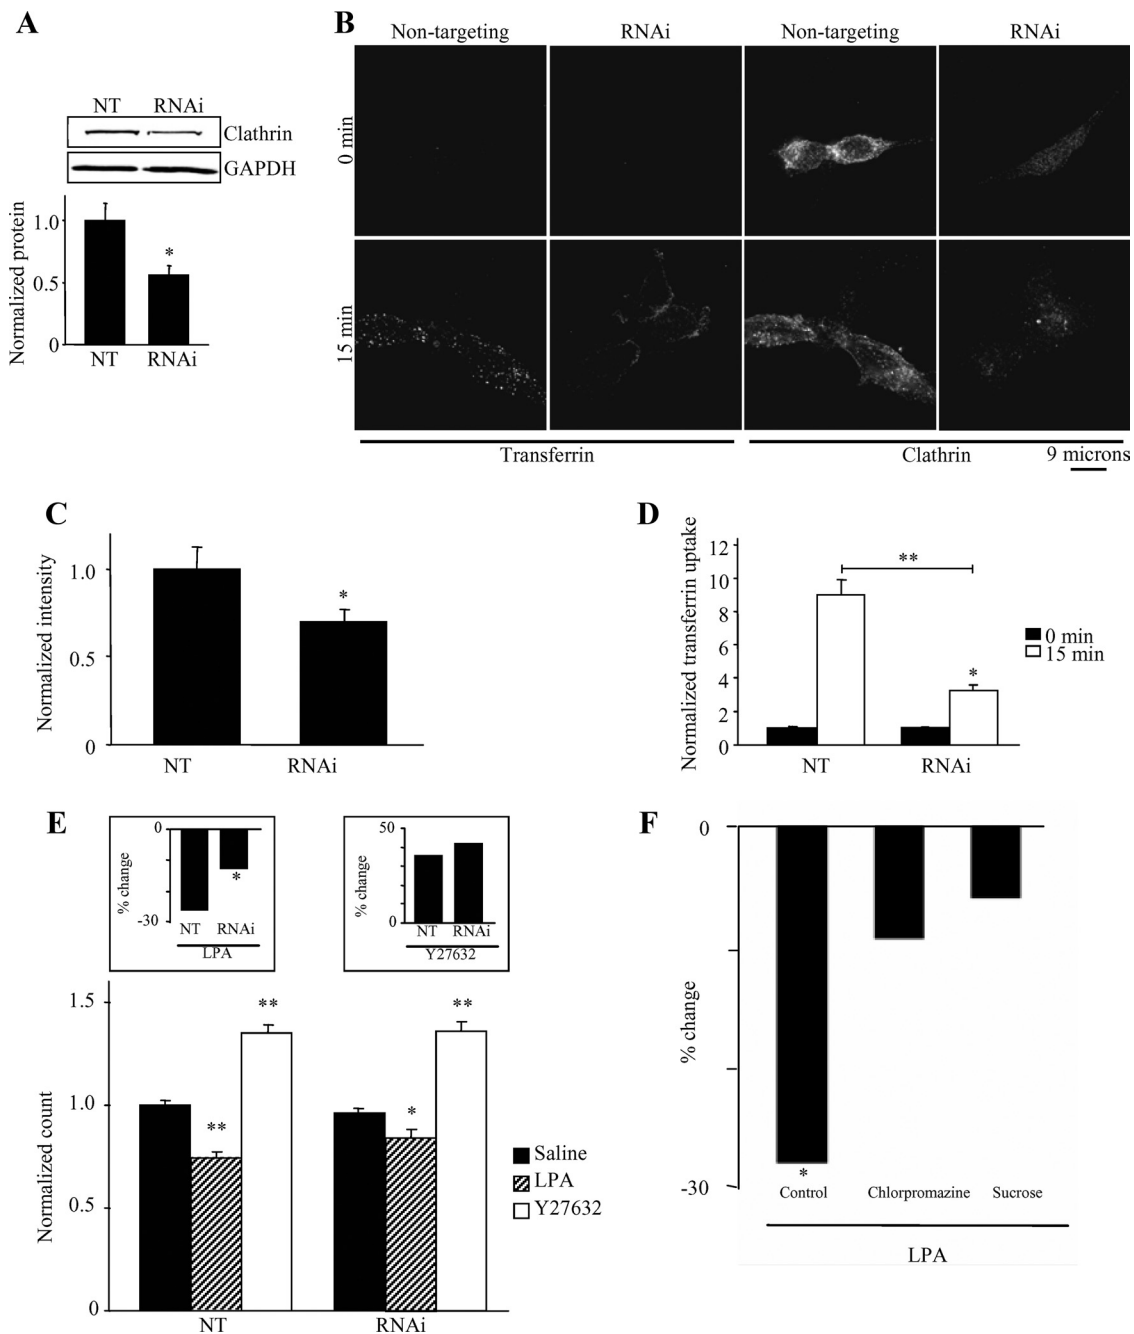 A
NT RNAi
Clathrin
GAPDH
Normalized protein
1.0
0.5
0
*
NT RNAi
B
Non-targeting RNAi Non-targeting RNAi
0 min
15 min
Transferrin Clathrin 9 microns
C
Normalized intensity
1.0
0.5
0
*
NT RNAi
D
Normalized transferrin uptake
12
10
8
6
4
2
0
**
*
0 min
15 min
NT RNAi
E
% change
0
-30
*
NT RNAi
LPA
% change
50
0
NT RNAi
Y27632
Normalized count
1.5
1.0
0.5
0
** **
** *
Saline
LPA
Y27632
NT RNAi
F
% change
0
-30
*
Control Chlorpromazine Sucrose
LPA